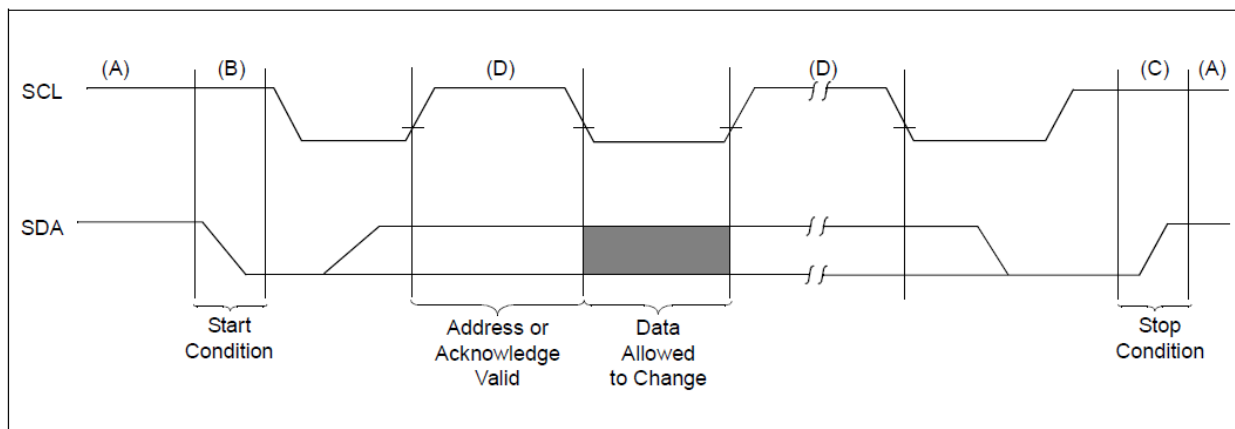 (A) (B) (D) (D) (C) (A)
SCL
SDA
Start
Condition
Address or
Acknowledge
Valid
Data
Allowed
to Change
Stop
Condition